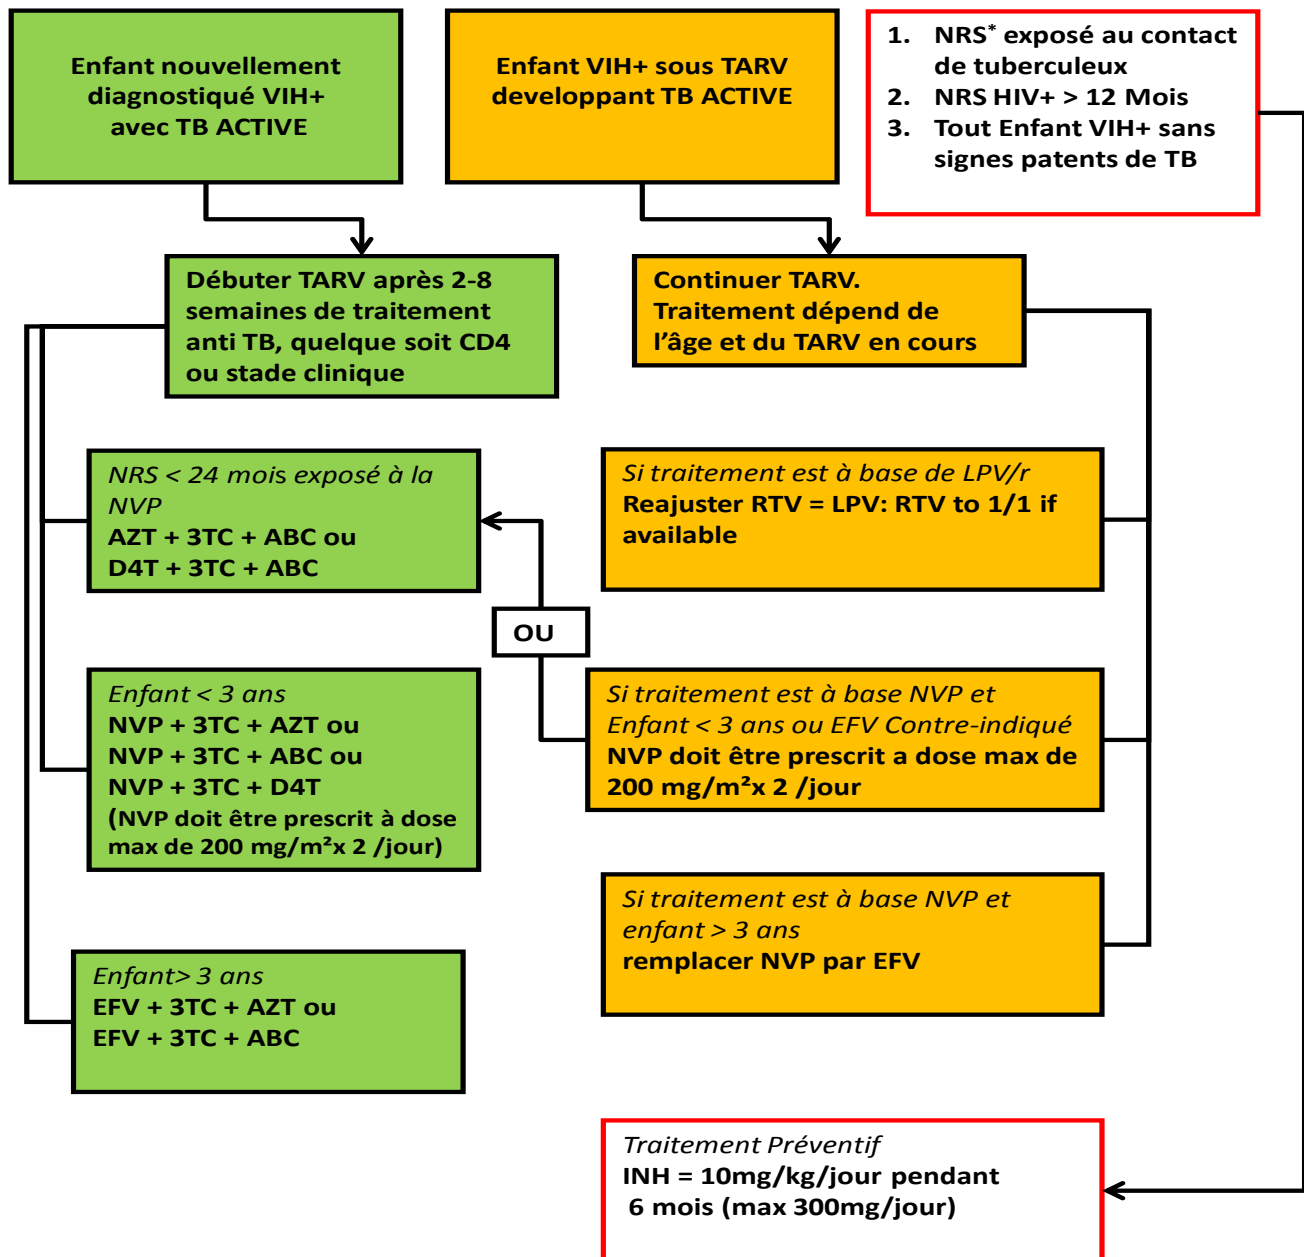 Enfant nouvellement
diagnostiqué VIH+
avec TB ACTIVE
Enfant VIH+ sous TARV
developpant TB ACTIVE
1. NRS* exposé au contact
de tuberculeux
2. NRS HIV+ > 12 Mois
3. Tout Enfant VIH+ sans
signes patents de TB
Débuter TARV après 2-8
semaines de traitement
anti TB, quelque soit CD4
ou stade clinique
Continuer TARV.
Traitement dépend de
l'âge et du TARV en cours
NRS < 24 mois exposé à la
NVP
AZT + 3TC + ABC ou
D4T + 3TC + ABC
Si traitement est à base de LPV/r
Reajuster RTV = LPV: RTV to 1/1 if
available
OU
Enfant < 3 ans
NVP + 3TC + AZT ou
NVP + 3TC + ABC ou
NVP + 3TC + D4T
(NVP doit être prescrit à dose
max de 200 mg/m²x 2 /jour)
Si traitement est à base NVP et
Enfant < 3 ans ou EFV Contre-indiqué
NVP doit être prescrit a dose max de
200 mg/m²x 2 /jour
Si traitement est à base NVP et
enfant > 3 ans
remplacer NVP par EFV
Enfant> 3 ans
EFV + 3TC + AZT ou
EFV + 3TC + ABC
Traitement Préventif
INH = 10mg/kg/jour pendant
6 mois (max 300mg/jour)